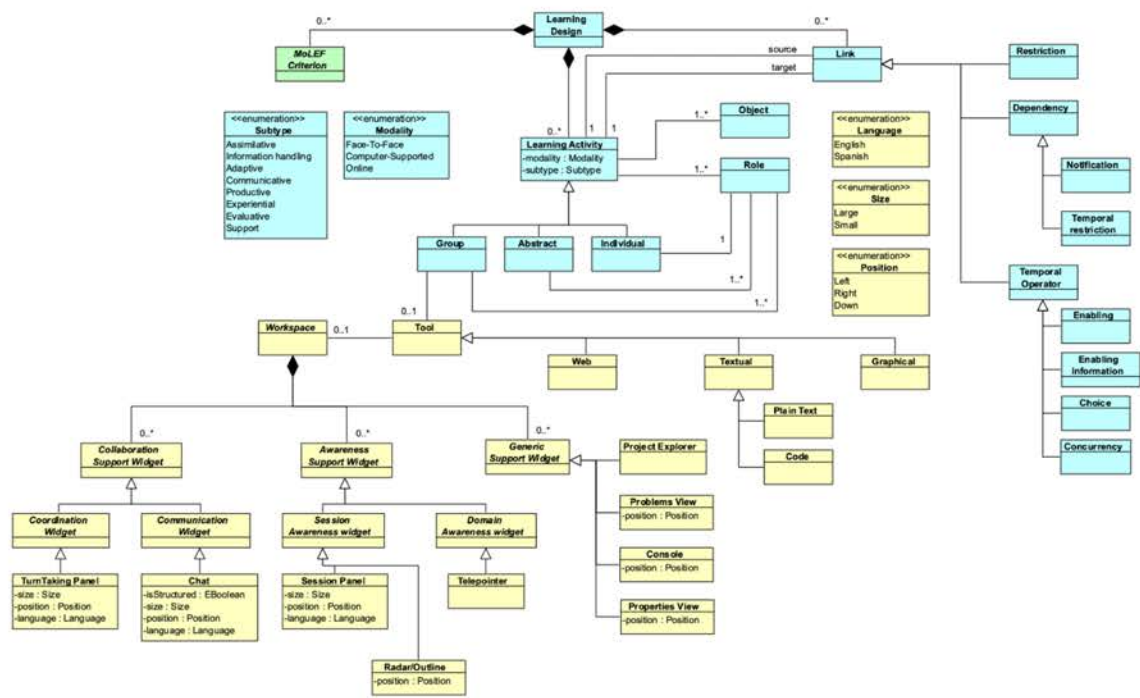 Learning
Design
0..*
0..*
MoLEF
Criterion
source
target
Link
Restriction
<<enumeration>>
Subtype
Assimilative
Information handling
Adaptive
Communicative
Productive
Experiential
Evaluative
Support
<<enumeration>>
Modality
Face-To-Face
Computer-Supported
Online
0..*
1
1
Learning Activity
-modality : Modality
-subtype : Subtype
1..*
Object
1..*
Role
<<enumeration>>
Language
English
Spanish
<<enumeration>>
Size
Large
Small
<<enumeration>>
Position
Left
Right
Down
Dependency
Notification
Temporal
restriction
Temporal
Operator
Enabling
Enabling
Information
Choice
Concurrency
Group
Abstract
Individual
1
1..*
1..*
0..1
Workspace
0..1
Tool
Web
Textual
Graphical
Plain Text
Code
0..*
0..*
0..*
Collaboration
Support Widget
Awareness
Support Widget
Generic
Support Widget
Project Explorer
Problems View
-position : Position
Console
-position : Position
Properties View
-position : Position
Coordination
Widget
Communication
Widget
Session
Awareness widget
Domain
Awareness widget
TurnTaking Panel
-size : Size
-position : Position
-language : Language
Chat
-isStructured : EBoolean
-size : Size
-position : Position
-language : Language
Session Panel
-size : Size
-position : Position
-language : Language
Telepointer
Radar/Outline
-position : Position